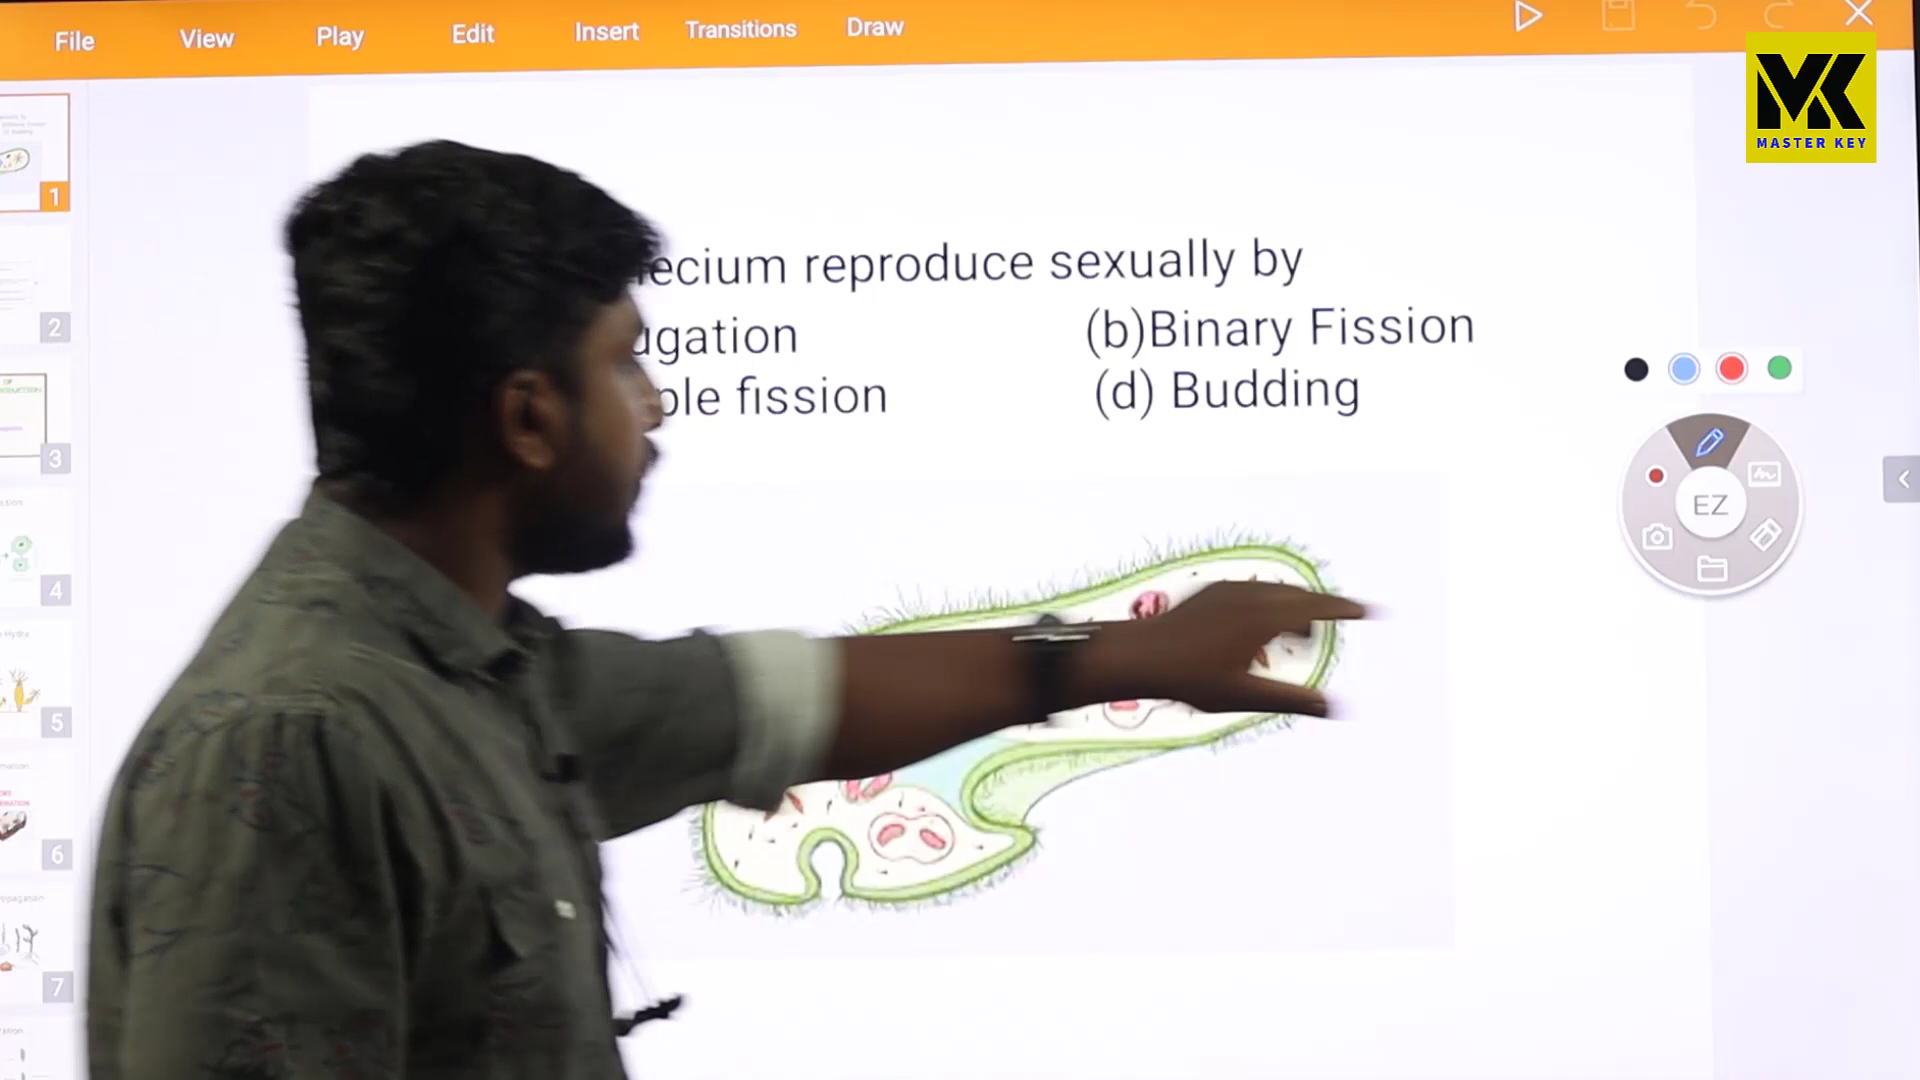 File View Play Edit Insert Transitions Draw
MK
MASTER KEY
1
ecium reproduce sexually by
ugation (b)Binary Fission
ple fission (d) Budding
2
3
EZ
4
5
6
7